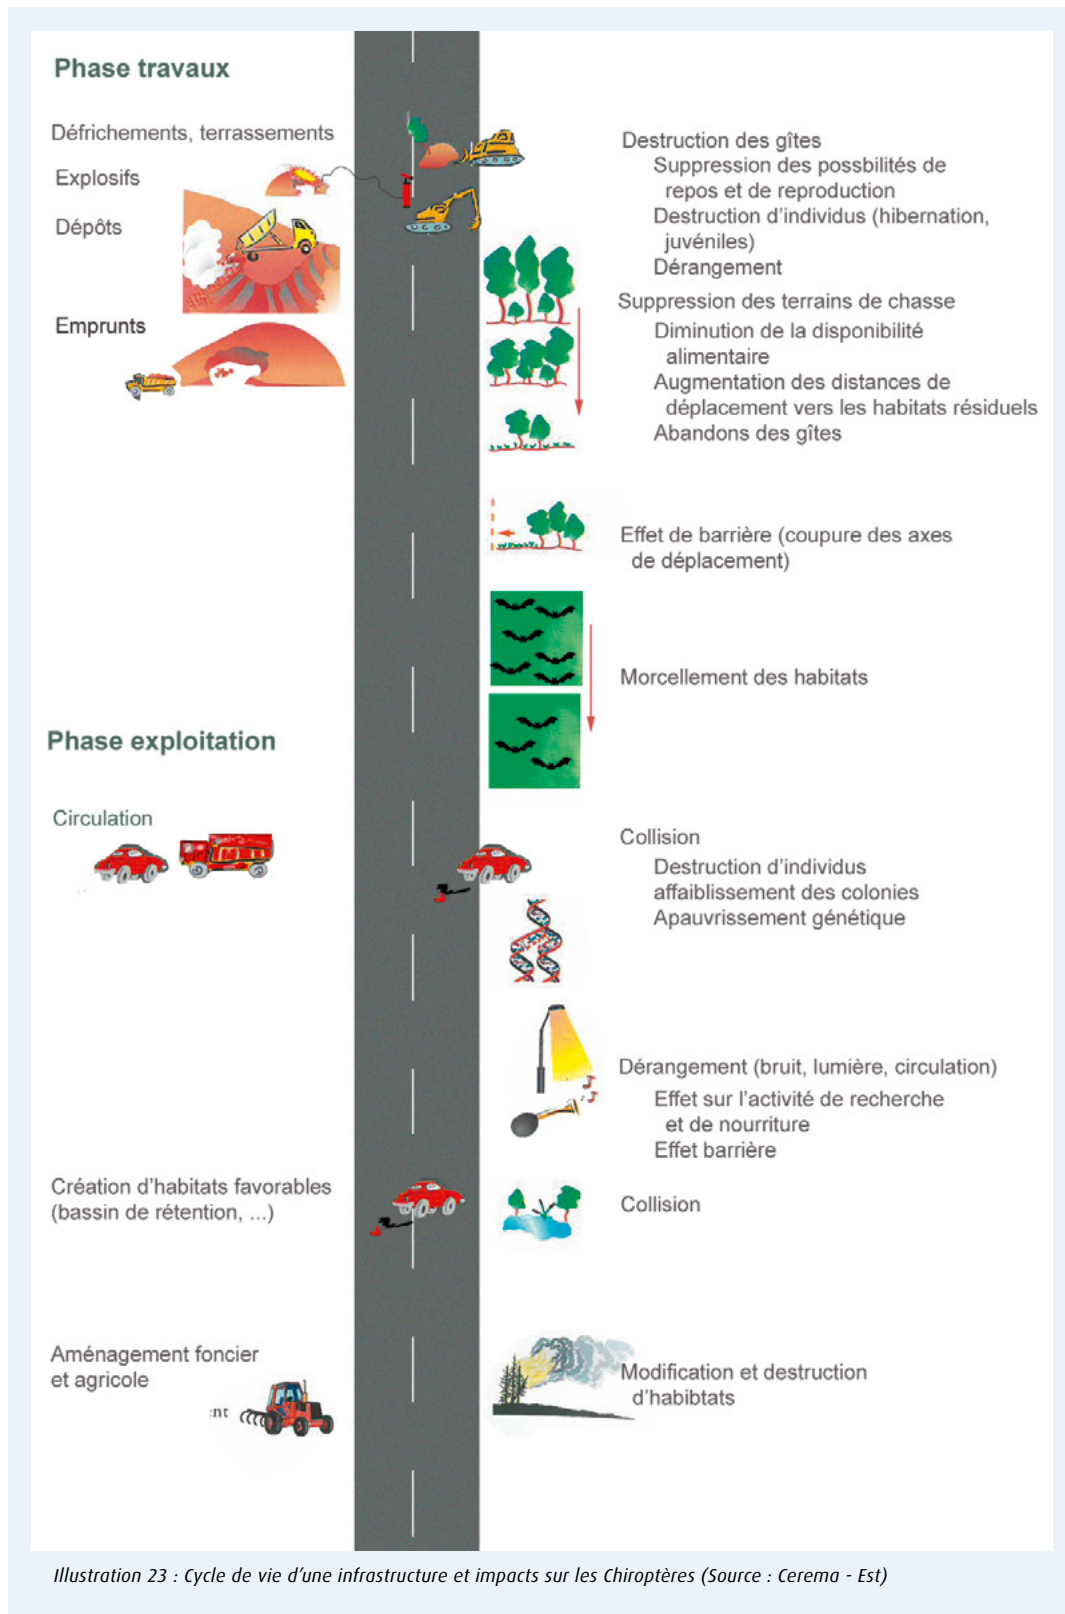 Phase travaux
Défrichements, terrassements
Explosifs
Dépôts
Emprunts
Destruction des gîtes
Suppression des possbilités de
repos et de reproduction
Destruction d'individus (hibernation,
juvéniles)
Dérangement
Suppression des terrains de chasse
Diminution de la disponibilité
alimentaire
Augmentation des distances de
déplacement vers les habitats résiduels
Abandons des gîtes
Effet de barrière (coupure des axes
de déplacement)
Morcellement des habitats
Phase exploitation
Circulation
Collision
Destruction d'individus
affaiblissement des colonies
Apauvrissement génétique
Dérangement (bruit, lumière, circulation)
Effet sur l'activité de recherche
et de nourriture
Effet barrière
Création d'habitats favorables
(bassin de rétention, ...)
Collision
Aménagement foncier
et agricole
:nt
Modification et destruction
d'habibtats
Illustration 23 : Cycle de vie d'une infrastructure et impacts sur les Chiroptères (Source : Cerema - Est)